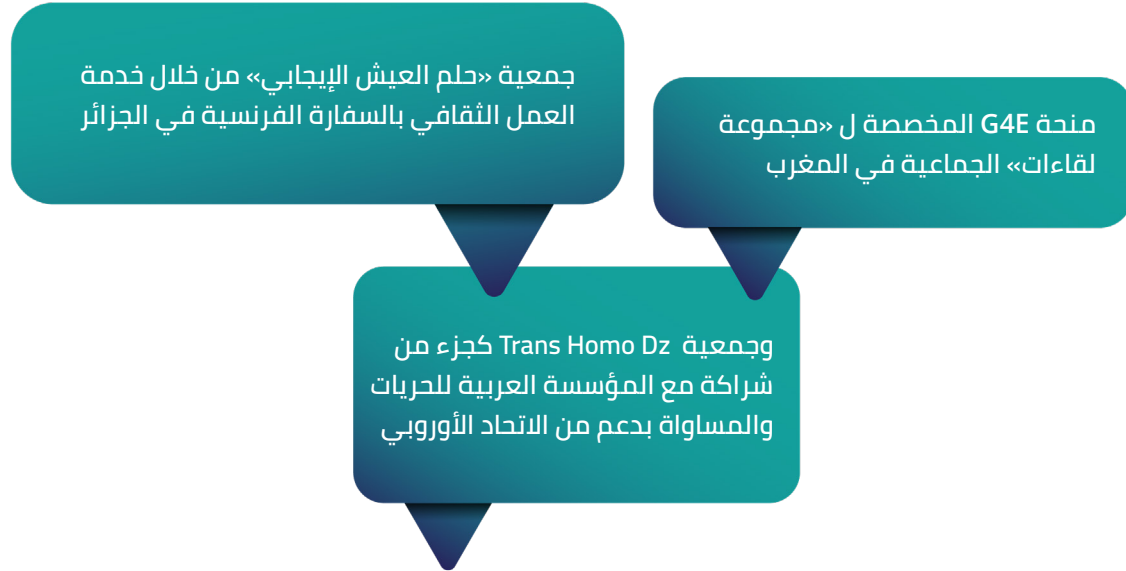 منحة G4E المخصصة ل «مجموعة
لقاءات» الجماعية في المغرب
جمعية «حلم العيش الإيجابي» من خلال خدمة
العمل الثقافي بالسفارة الفرنسية في الجزائر
وجمعية Trans Homo Dz كجزء من
شراكة مع المؤسسة العربية للحريات
والمساواة بدعم من الاتحاد الأوروبي